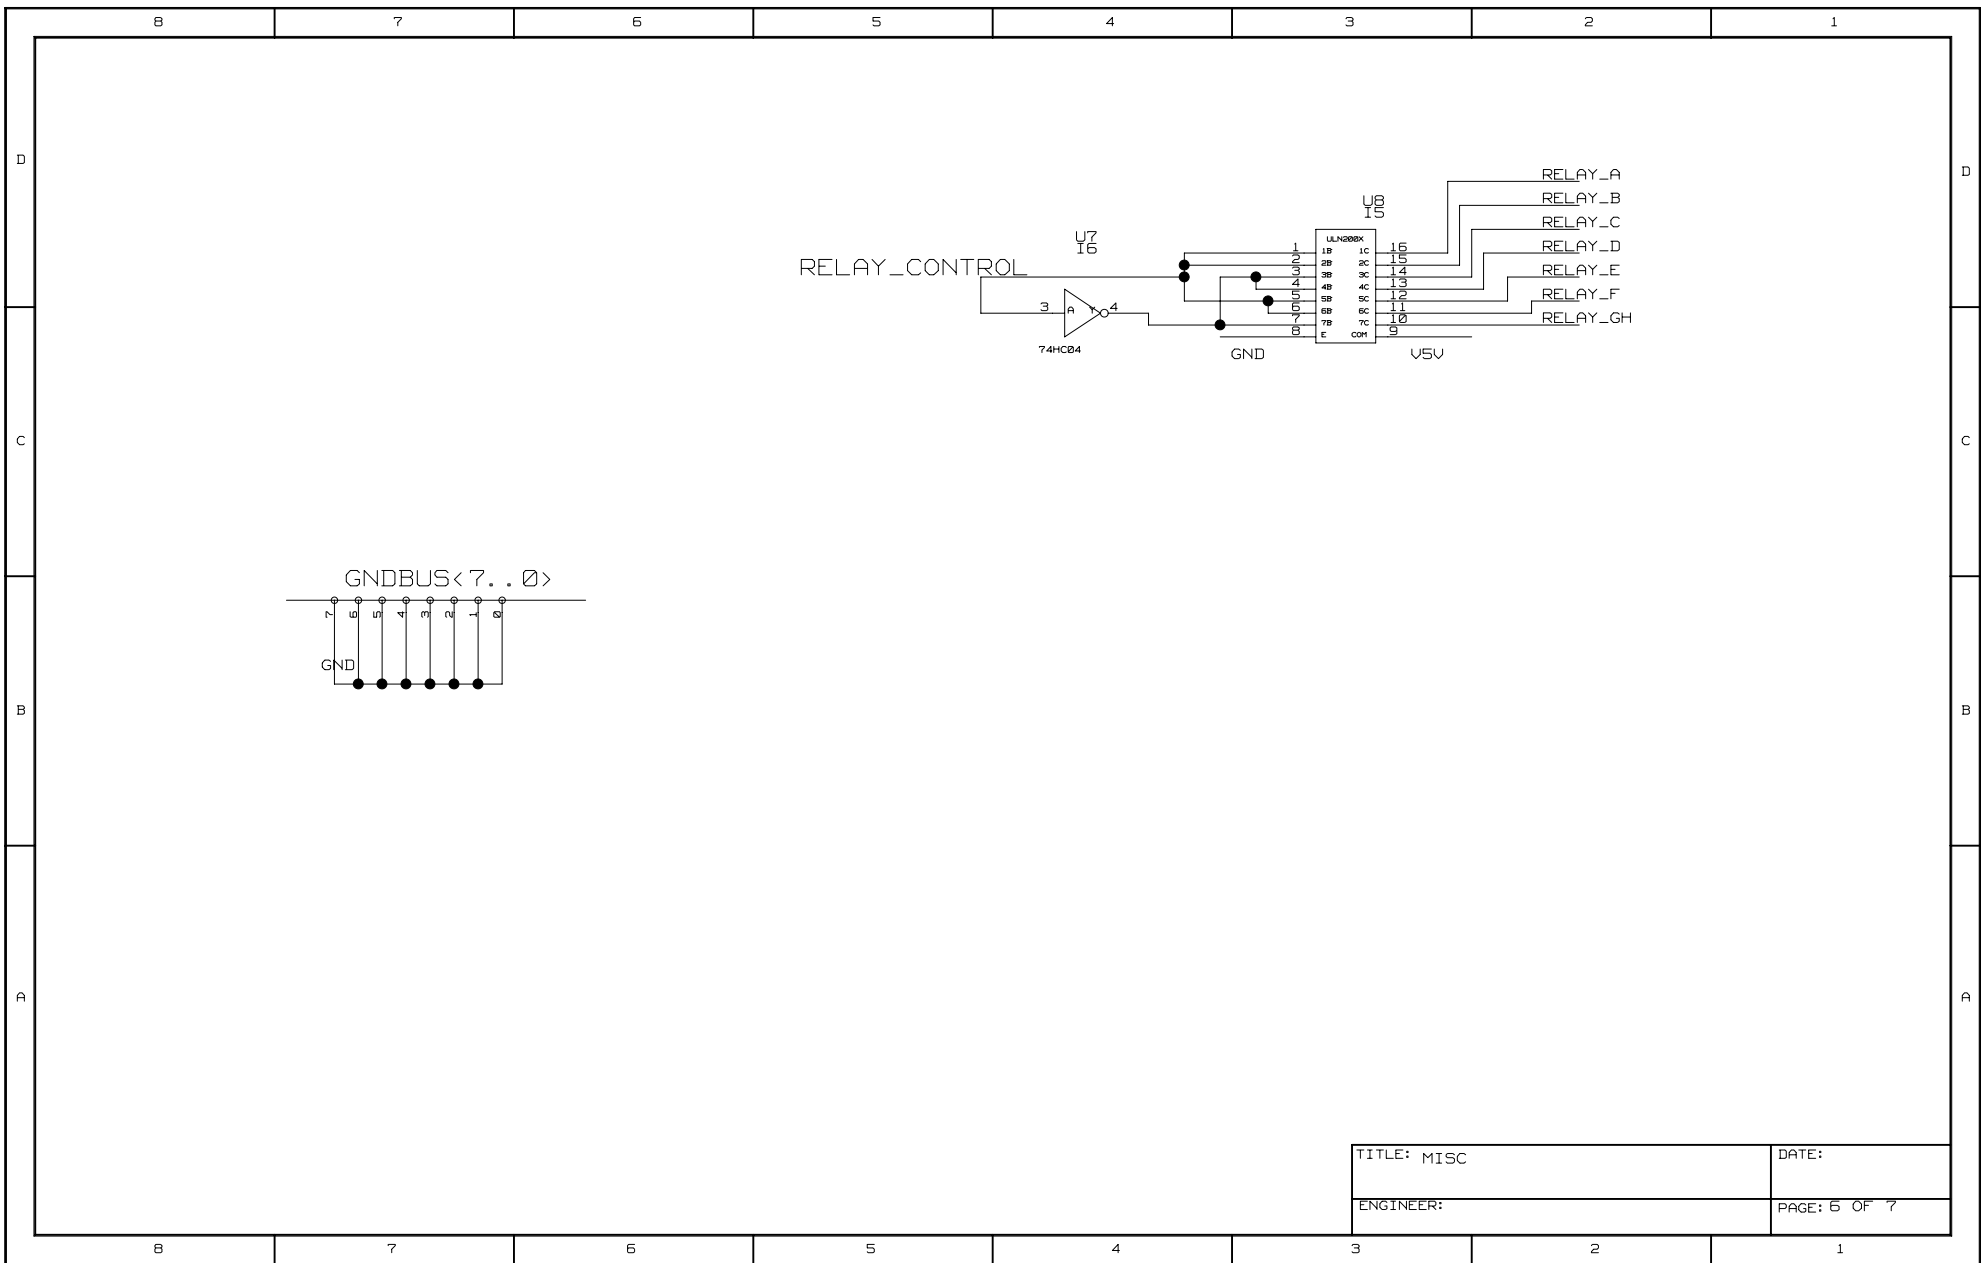 8 7 6 5 4 3 2 1
D D
RELAY_A
RELAY_B
RELAY_C
RELAY_D
RELAY_E
RELAY_F
RELAY_GH
U8
I5
ULN200X
1 1B 1C 16
2 2B 2C 15
3 3B 3C 14
4 4B 4C 13
5 5B 5C 12
6 6B 6C 11
7 7B 7C 10
8 E COM 9
GND V5V
U7
I6
RELAY_CONTROL
3 A Y 4
74HC04
C C
GNDBUS<7..0>
7 6 5 4 3 2 1 0
GND
B B
A A
TITLE: MISC DATE:
ENGINEER: PAGE: 6 OF 7
8 7 6 5 4 3 2 1